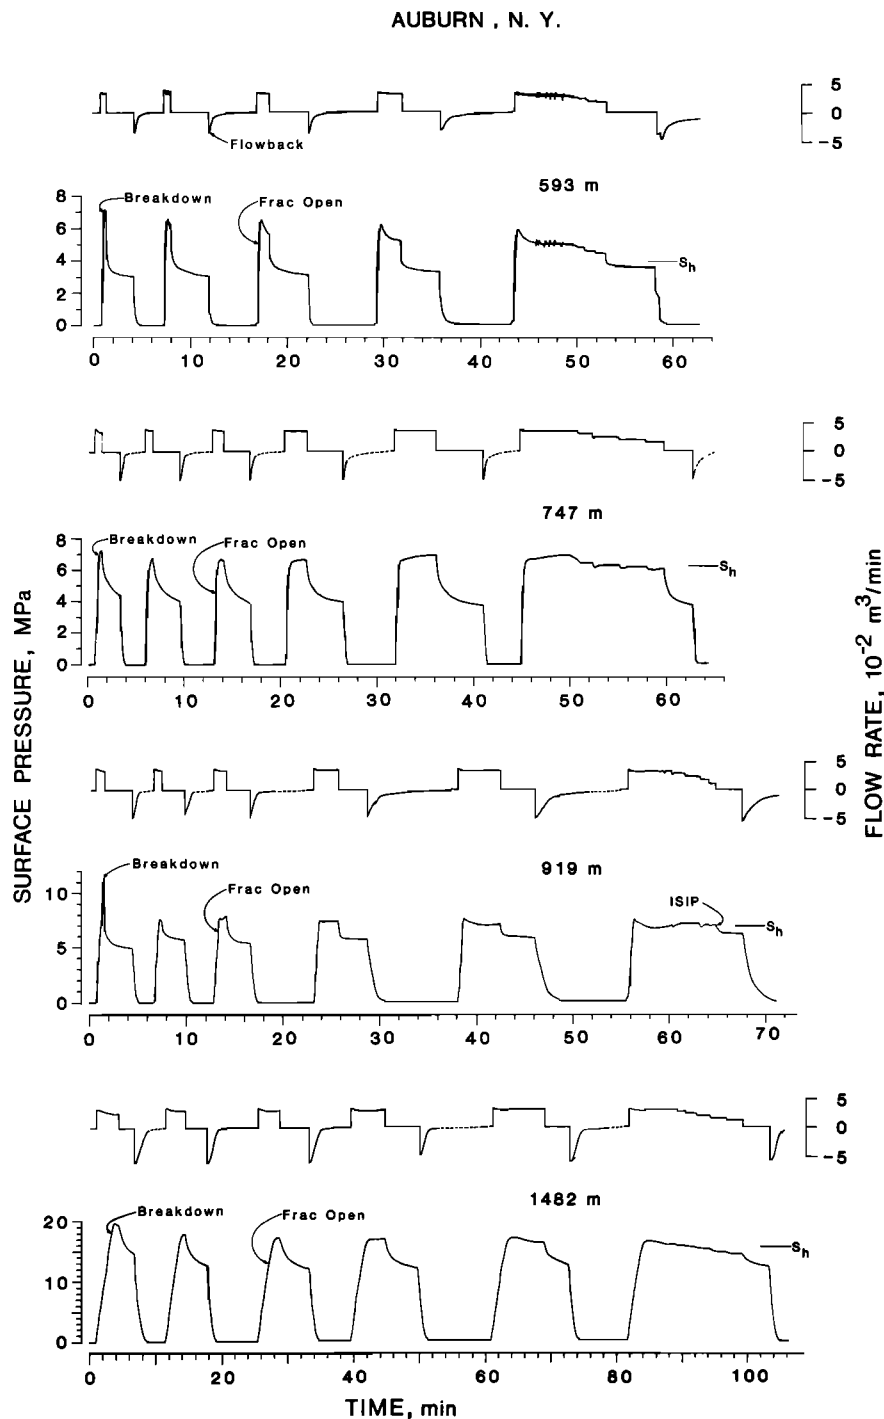 AUBURN , N. Y.
5
0
-5
Flowback
593 m
Breakdown
Frac Open
8
6
4
2
0
Sh
0 10 20 30 40 50 60
5
0
-5
747 m
Breakdown
Frac Open
8
6
4
2
0
Sh
0 10 20 30 40 50 60
SURFACE PRESSURE, MPa
FLOW RATE, 10⁻² m³/min
5
0
-5
919 m
Breakdown
Frac Open
ISIP
10
5
0
Sh
0 10 20 30 40 50 60 70
5
0
-5
1482 m
Breakdown
Frac Open
20
10
0
Sh
0 20 40 60 80 100
TIME, min